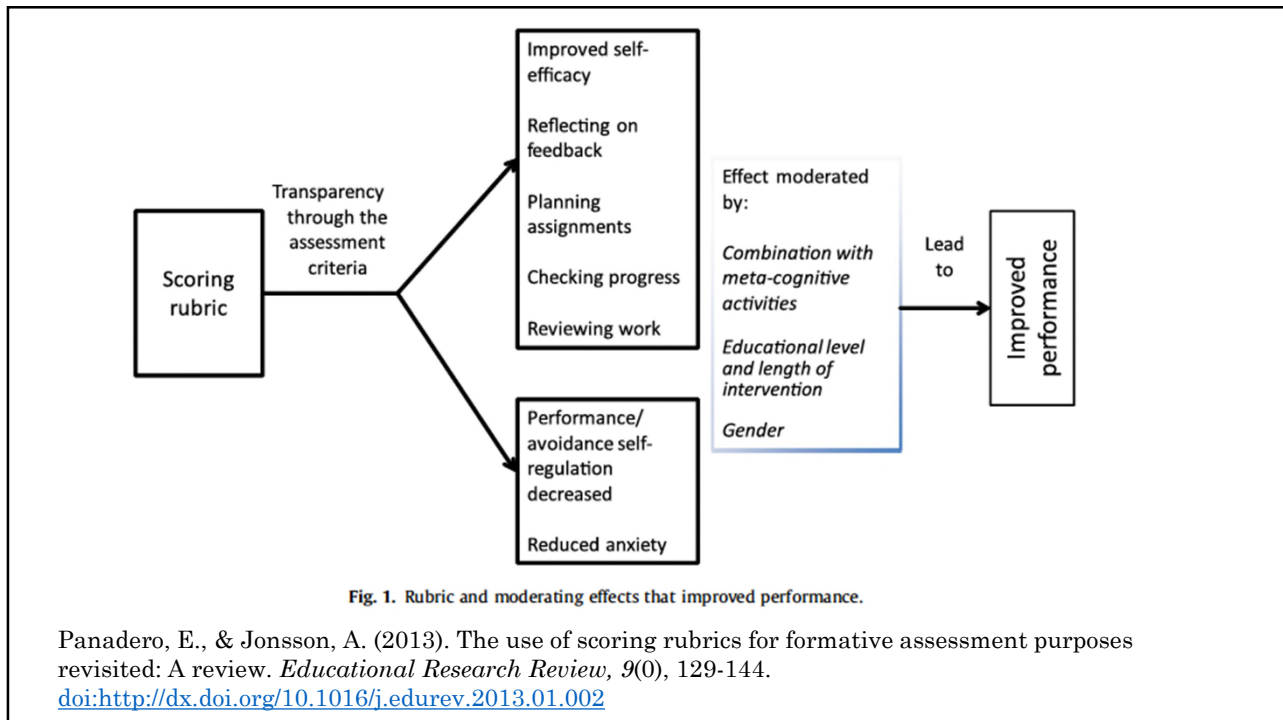 Scoring
rubric
Transparency
through the
assessment
criteria
Improved self-
efficacy
Reflecting on
feedback
Planning
assignments
Checking progress
Reviewing work
Performance/
avoidance self-
regulation
decreased
Reduced anxiety
Effect moderated
by:
Combination with
meta-cognitive
activities
Educational level
and length of
intervention
Gender
Lead
to
Improved
performance
Fig. 1. Rubric and moderating effects that improved performance.
Panadero, E., & Jonsson, A. (2013). The use of scoring rubrics for formative assessment purposes
revisited: A review. Educational Research Review, 9(0), 129-144.
doi:http://dx.doi.org/10.1016/j.edurev.2013.01.002